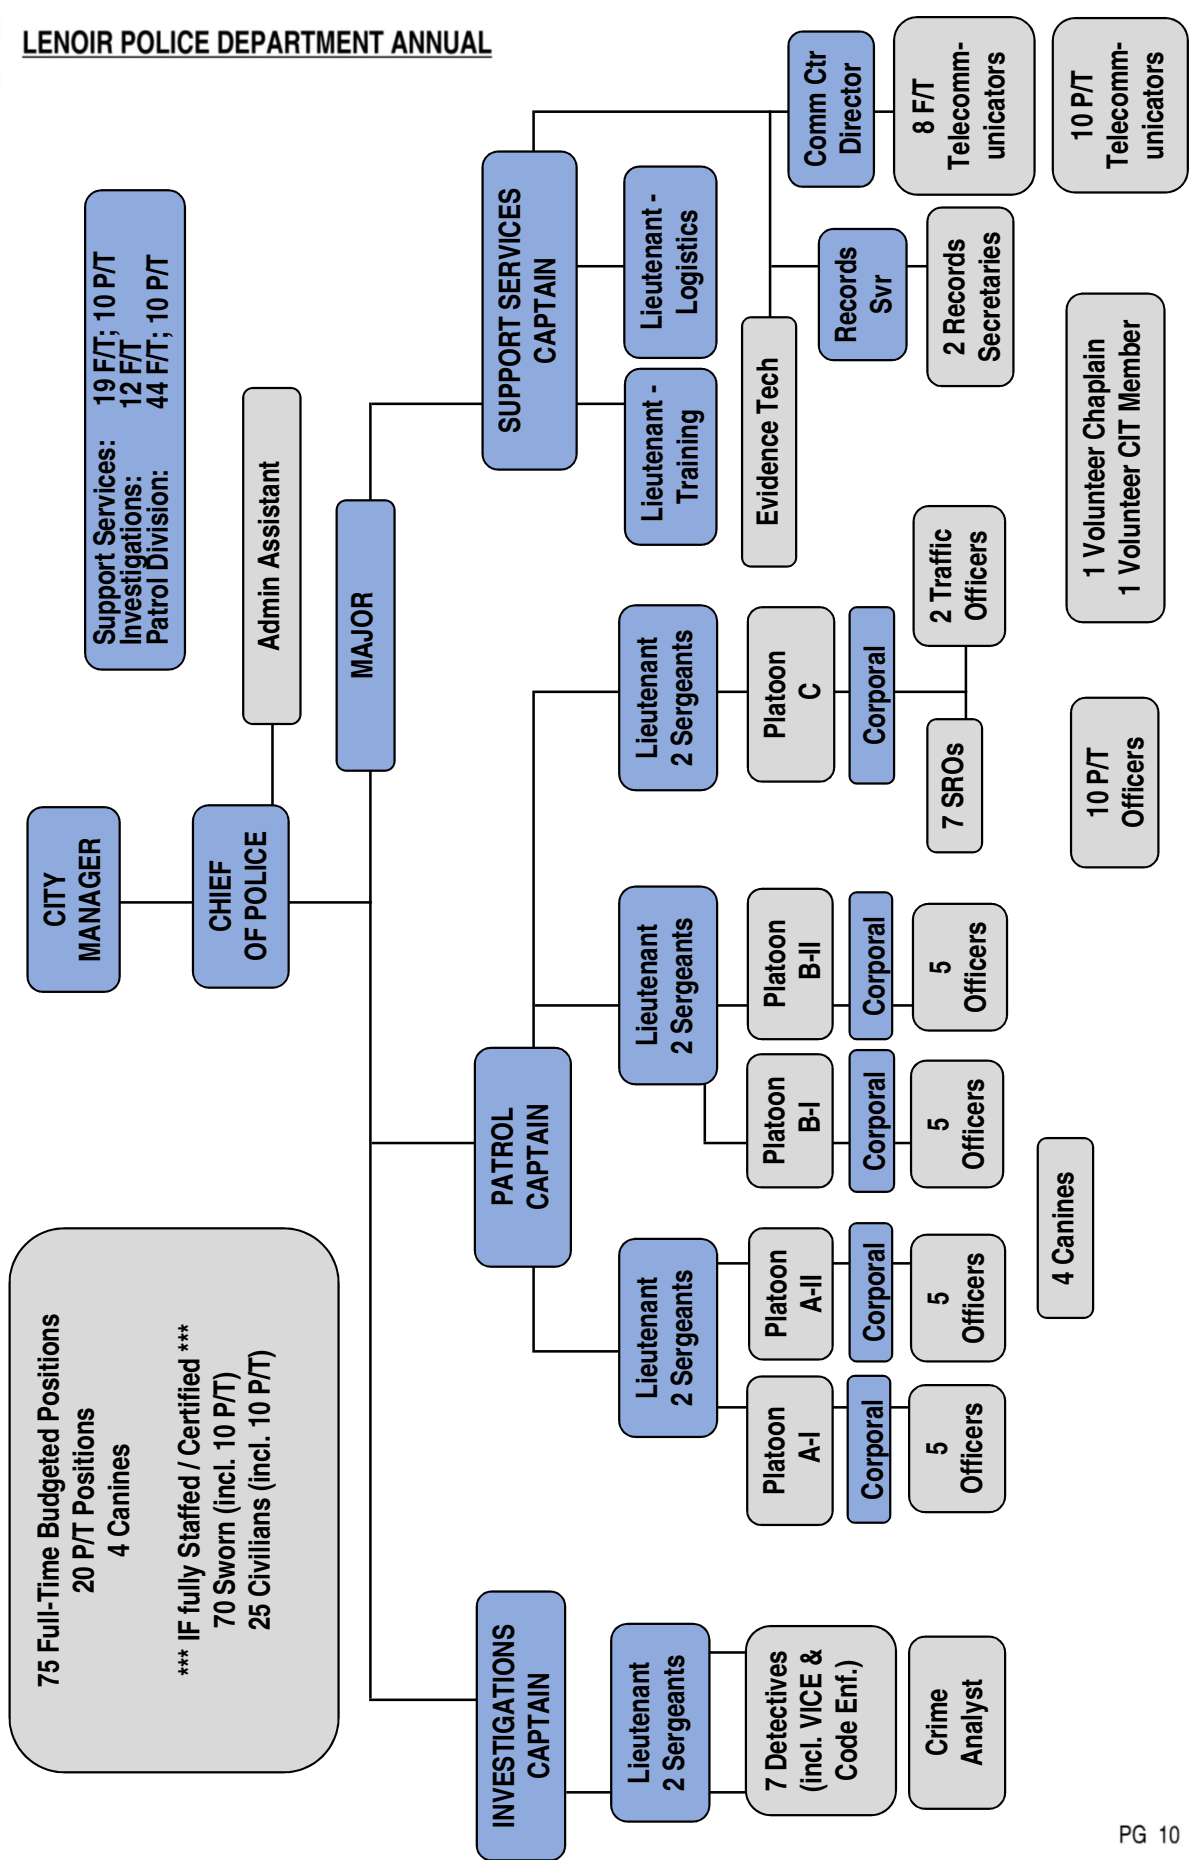 LENOIR POLICE DEPARTMENT ANNUAL
75 Full-Time Budgeted Positions
20 P/T Positions
4 Canines
*** IF fully Staffed / Certified ***
70 Sworn (incl. 10 P/T)
25 Civilians (incl. 10 P/T)
CITY
MANAGER
Support Services: 19 F/T; 10 P/T
Investigations: 12 F/T
Patrol Division: 44 F/T; 10 P/T
CHIEF
OF POLICE
Admin Assistant
MAJOR
INVESTIGATIONS
CAPTAIN
PATROL
CAPTAIN
SUPPORT SERVICES
CAPTAIN
Lieutenant
2 Sergeants
Lieutenant
2 Sergeants
Lieutenant
2 Sergeants
Lieutenant
2 Sergeants
Lieutenant -
Training
Lieutenant -
Logistics
7 Detectives
(incl. VICE &
Code Enf.)
Platoon
A-I
Platoon
A-II
Platoon
B-I
Platoon
B-II
Platoon
C
Evidence Tech
Comm Ctr
Director
Corporal
Corporal
Corporal
Corporal
Corporal
Records
Svr
Crime
Analyst
5
Officers
5
Officers
5
Officers
5
Officers
7 SROs
2 Traffic
Officers
2 Records
Secretaries
8 F/T
Telecomm-
unicators
4 Canines
10 P/T
Officers
1 Volunteer Chaplain
1 Volunteer CIT Member
10 P/T
Telecomm-
unicators
PG 10